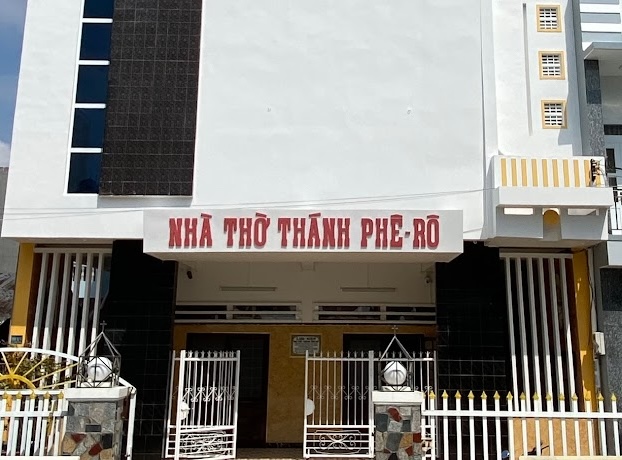 NHÀ THỜ THÁNH PHÊ-RÔ